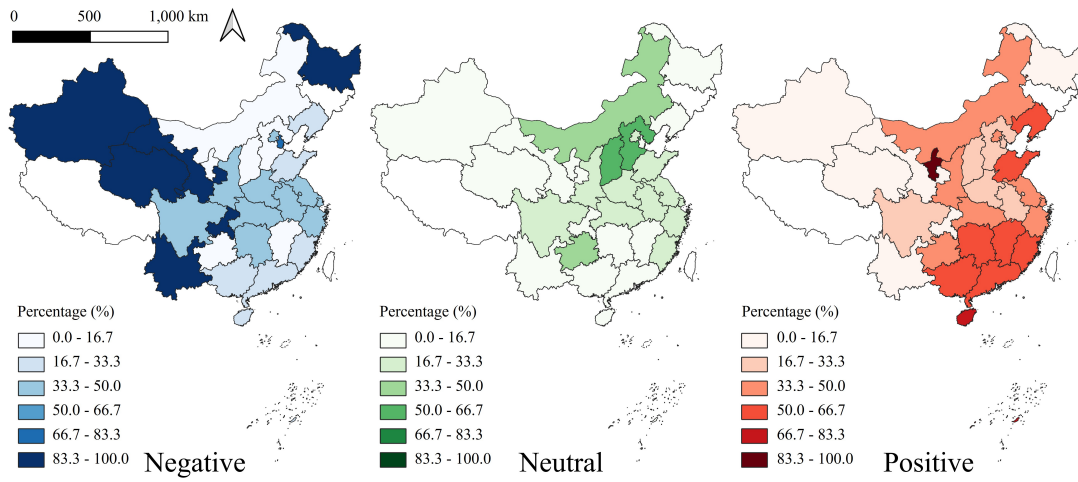 0 500 1,000 km
Percentage (%)
0.0 - 16.7
16.7 - 33.3
33.3 - 50.0
50.0 - 66.7
66.7 - 83.3
83.3 - 100.0
Negative
Percentage (%)
0.0 - 16.7
16.7 - 33.3
33.3 - 50.0
50.0 - 66.7
66.7 - 83.3
83.3 - 100.0
Neutral
Percentage (%)
0.0 - 16.7
16.7 - 33.3
33.3 - 50.0
50.0 - 66.7
66.7 - 83.3
83.3 - 100.0
Positive